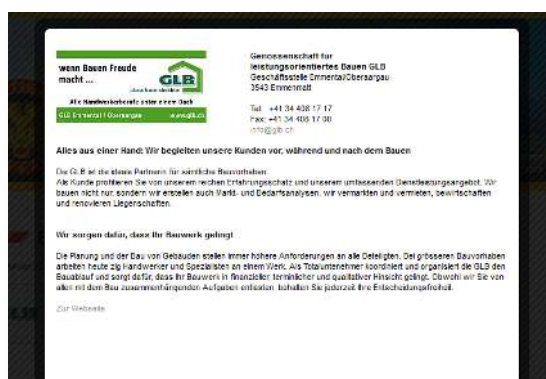 wenn Bauen Freude
macht ...
GLB
Alle Handwerkerberufe unter einem Dach
GLB Emmental / Oberaargau www.glb.ch
Genossenschaft für
leistungsorientiertes Bauen GLB
Geschäftsstelle Emmental/Oberaargau
3543 Emmenmatt
Tel: +41 34 408 17 17
Fax: +41 34 408 17 00
info@glb.ch
Alles aus einer Hand: Wir begleiten unsere Kunden vor, während und nach dem Bauen
Die GLB ist die ideale Partnerin für sämtliche Bauvorhaben.
Als Kunde profitieren Sie von unserem reichen Erfahrungsschatz und unserem umfassenden Dienstleistungsangebot. Wir
bauen nicht nur, sondern wir erstellen auch Markt- und Bedarfsanalysen, wir vermarkten und vermieten, bewirtschaften
und renovieren Liegenschaften.
Wir sorgen dafür, dass Ihr Bauwerk gelingt
Die Planung und der Bau von Gebäuden stellen immer höhere Anforderungen an alle Beteiligten. Bei grösseren Bauvorhaben
arbeiten heute zig Handwerker und Spezialisten an einem Werk. Als Totalunternehmer koordiniert und organisiert die GLB den
Bauablauf und sorgt dafür, dass Ihr Bauwerk in finanzieller, terminlicher und qualitativer Hinsicht gelingt. Obwohl wir Sie von
allen mit dem Bau zusammenhängenden Aufgaben entlasten, behalten Sie jederzeit Ihre Entscheidungsfreiheit.
Zur Webseite